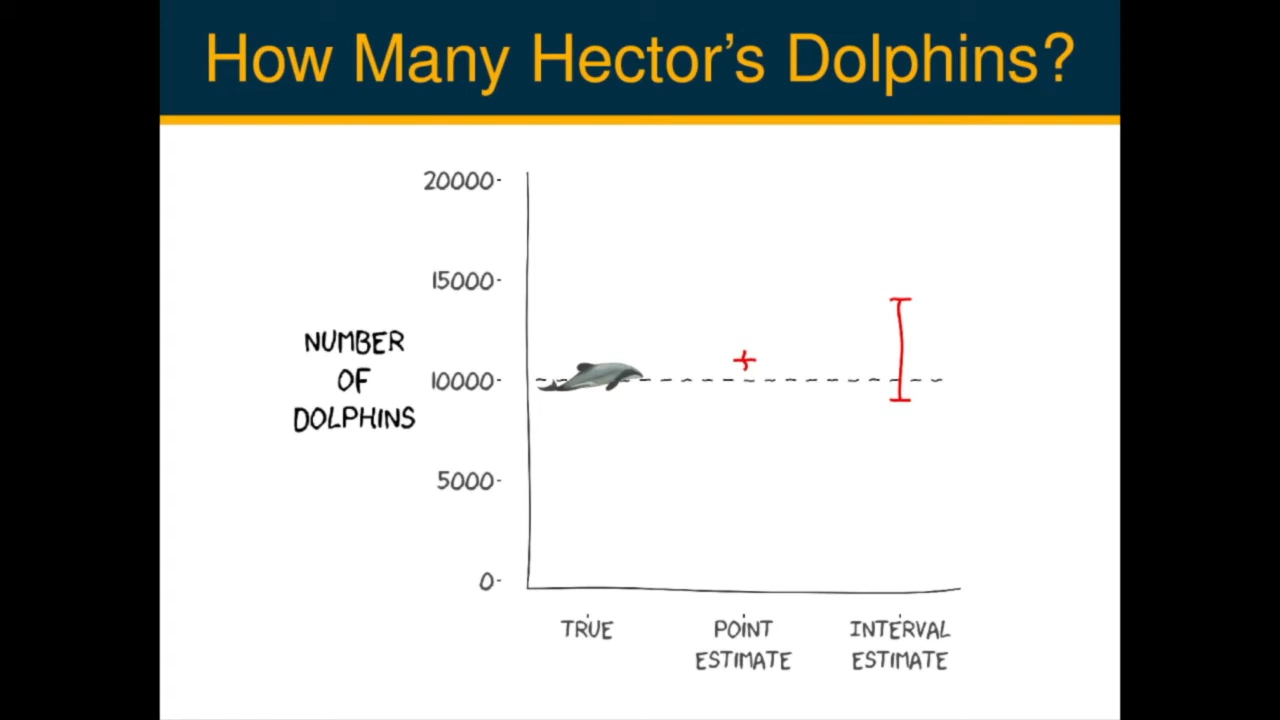 How Many Hector's Dolphins?
20000-
15000-
10000-
5000-
0-
NUMBER
OF
DOLPHINS
TRUE
POINT
ESTIMATE
INTERVAL
ESTIMATE